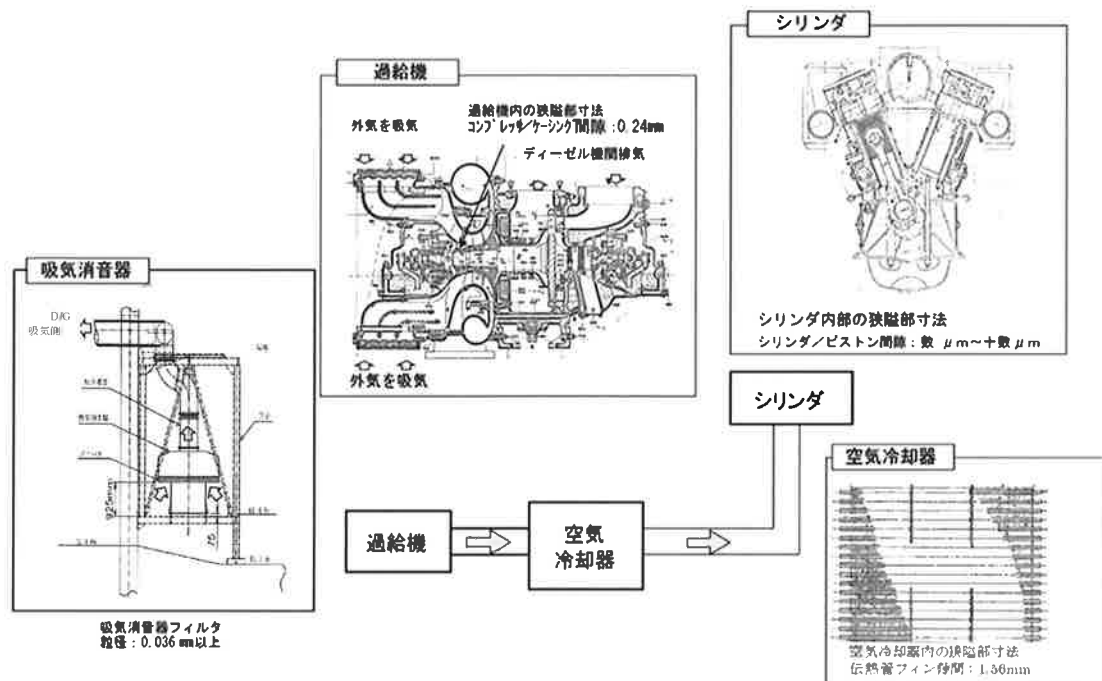 シリンダ
シリンダ内部の狭隘部寸法
シリンダ/ピストン間隙:数 μm~十数μm
過給機
外気を吸気
過給機内の狭隘部寸法
コンプレッサ/ケーシング間隙:0.24mm
ディーゼル機関排気
外気を吸気
吸気消音器
D/G
吸気側
925mm
75
吸気消音器フィルタ
粒径:0.036mm以上
過給機
空気
冷却器
シリンダ
空気冷却器
空気冷却器内の狭隘部寸法
伝熱管フィン隙間:1.56mm